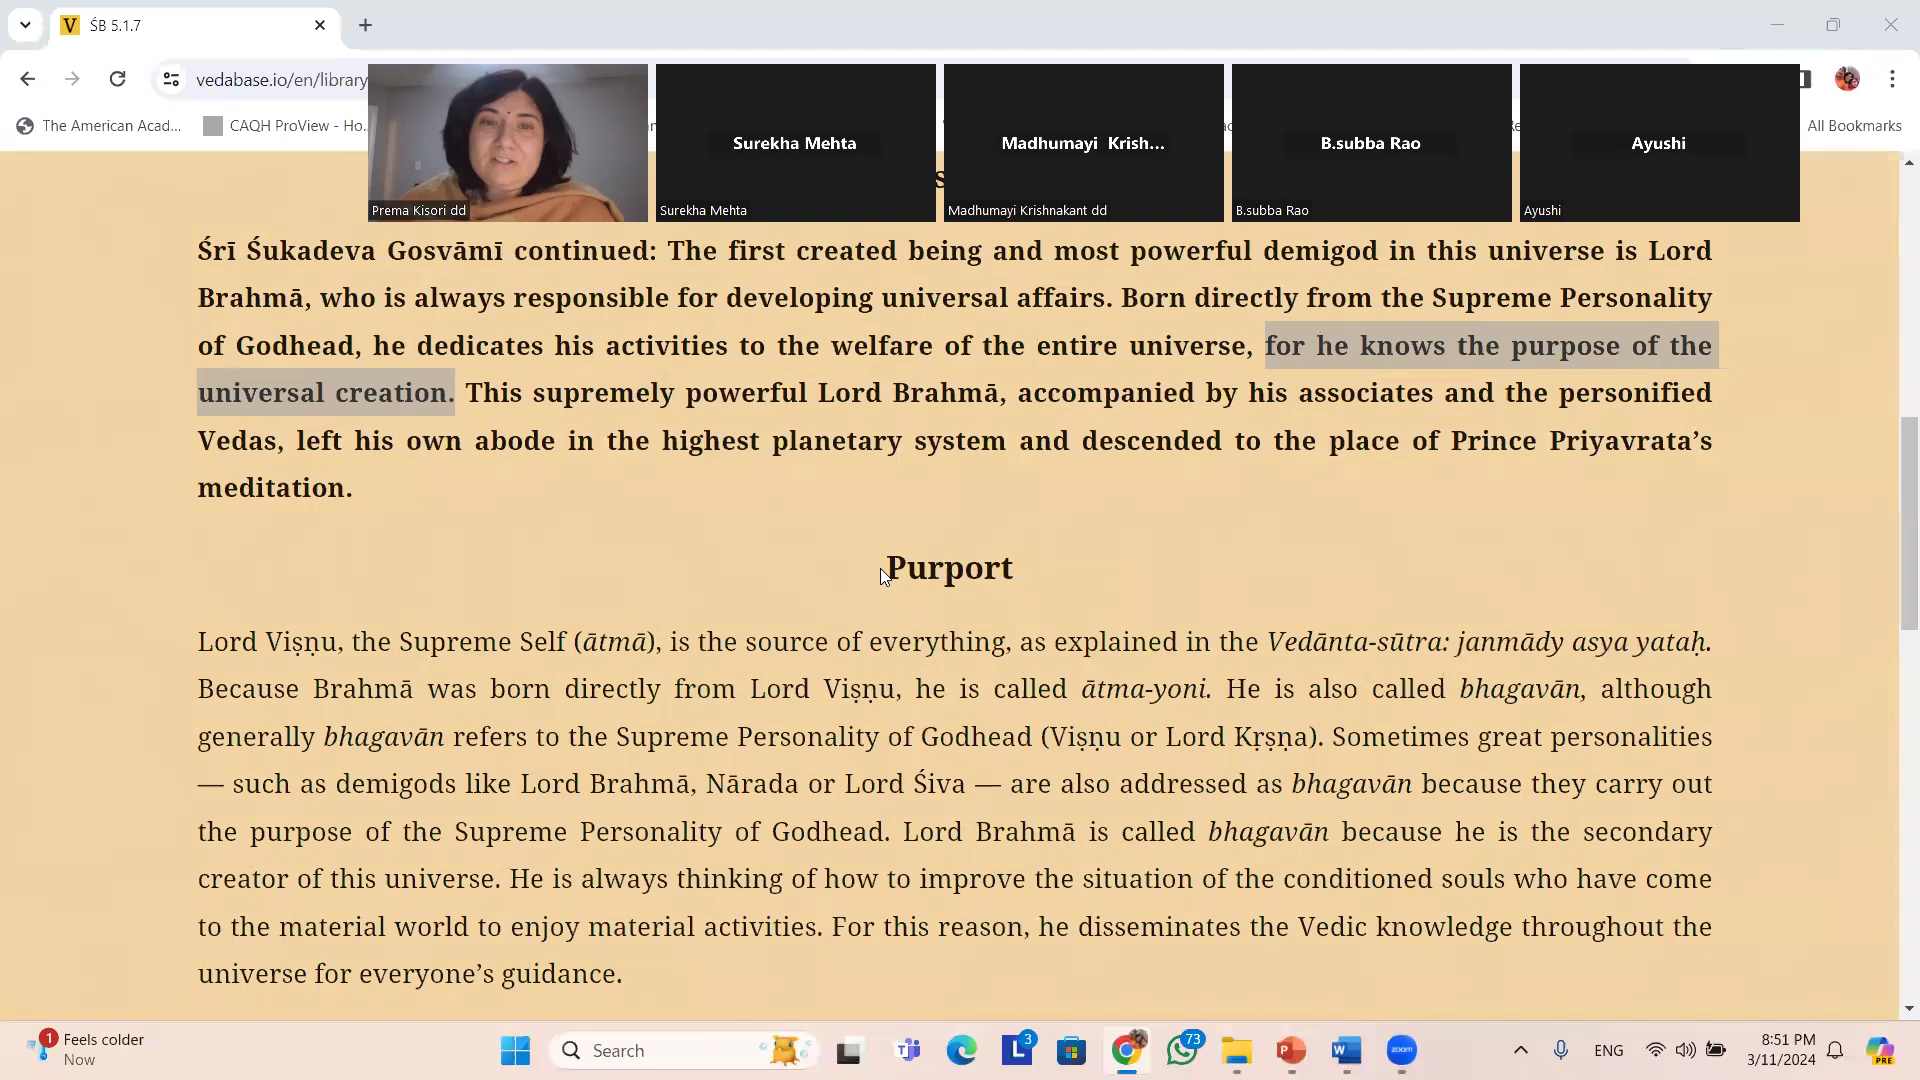 ŚB 5.1.7
vedabase.io/en/library
The American Acad...
CAQH ProView - Ho...
All Bookmarks
Surekha Mehta
Madhumayi Krish...
B.subba Rao
Ayushi
Prema Kisori dd
Surekha Mehta
Madhumayi Krishnakant dd
B.subba Rao
Ayushi
Śrī Śukadeva Gosvāmī continued: The first created being and most powerful demigod in this universe is Lord
Brahmā, who is always responsible for developing universal affairs. Born directly from the Supreme Personality
of Godhead, he dedicates his activities to the welfare of the entire universe, for he knows the purpose of the
universal creation. This supremely powerful Lord Brahmā, accompanied by his associates and the personified
Vedas, left his own abode in the highest planetary system and descended to the place of Prince Priyavrata’s
meditation.
Purport
Lord Viṣṇu, the Supreme Self (ātmā), is the source of everything, as explained in the Vedānta-sūtra: janmādy asya yataḥ.
Because Brahmā was born directly from Lord Viṣṇu, he is called ātma-yoni. He is also called bhagavān, although
generally bhagavān refers to the Supreme Personality of Godhead (Viṣṇu or Lord Kṛṣṇa). Sometimes great personalities
— such as demigods like Lord Brahmā, Nārada or Lord Śiva — are also addressed as bhagavān because they carry out
the purpose of the Supreme Personality of Godhead. Lord Brahmā is called bhagavān because he is the secondary
creator of this universe. He is always thinking of how to improve the situation of the conditioned souls who have come
to the material world to enjoy material activities. For this reason, he disseminates the Vedic knowledge throughout the
universe for everyone’s guidance.
1
Feels colder
Now
Search
3
73
zoom
ENG
8:51 PM
3/11/2024
PRE